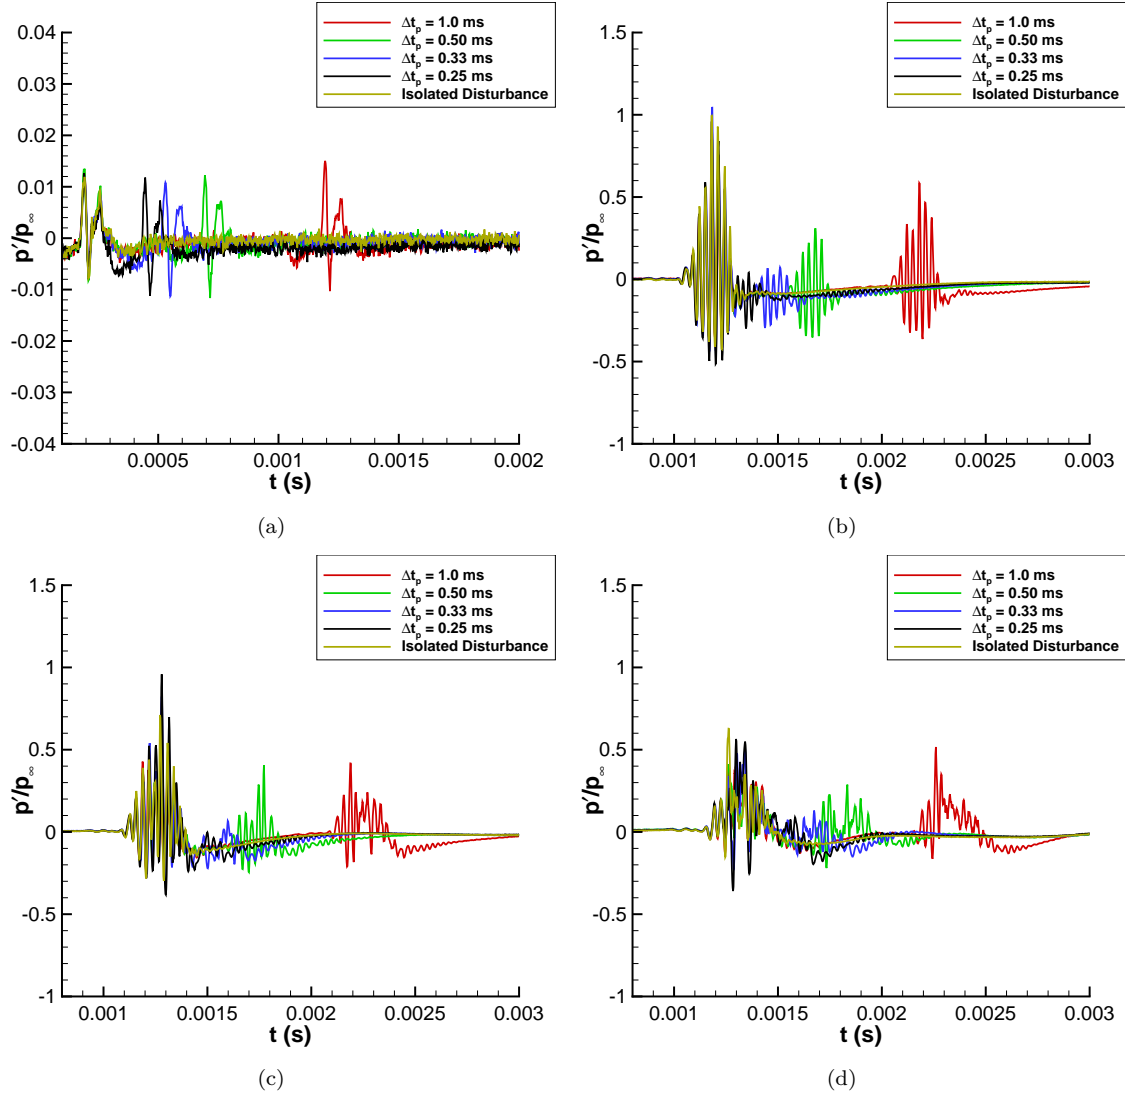 Δtₚ = 1.0 ms
Δtₚ = 0.50 ms
Δtₚ = 0.33 ms
Δtₚ = 0.25 ms
Isolated Disturbance
0.04
0.03
0.02
0.01
0
-0.01
-0.02
-0.03
-0.04
p'/p∞
0.0005
0.001
0.0015
0.002
t (s)
(a)
Δtₚ = 1.0 ms
Δtₚ = 0.50 ms
Δtₚ = 0.33 ms
Δtₚ = 0.25 ms
Isolated Disturbance
1.5
1
0.5
0
-0.5
-1
p'/p∞
0.001
0.0015
0.002
0.0025
0.003
t (s)
(b)
Δtₚ = 1.0 ms
Δtₚ = 0.50 ms
Δtₚ = 0.33 ms
Δtₚ = 0.25 ms
Isolated Disturbance
1.5
1
0.5
0
-0.5
-1
p'/p∞
0.001
0.0015
0.002
0.0025
0.003
t (s)
(c)
Δtₚ = 1.0 ms
Δtₚ = 0.50 ms
Δtₚ = 0.33 ms
Δtₚ = 0.25 ms
Isolated Disturbance
1.5
1
0.5
0
-0.5
-1
p'/p∞
0.001
0.0015
0.002
0.0025
0.003
t (s)
(d)